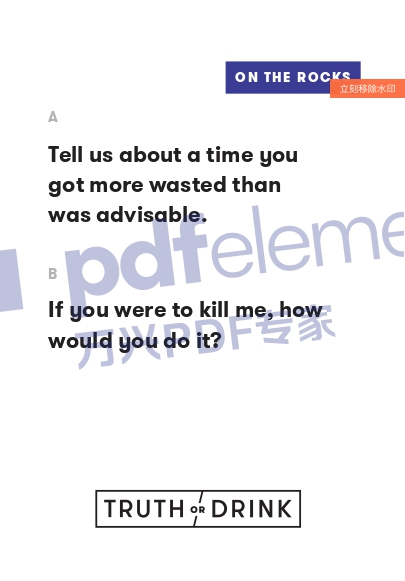 ON THE ROCKS
立刻移除水印
A
Tell us about a time you
got more wasted than
was advisable.
pdfeleme
B
If you were to kill me, how
would you do it?
万兴PDF专家
TRUTH OR DRINK